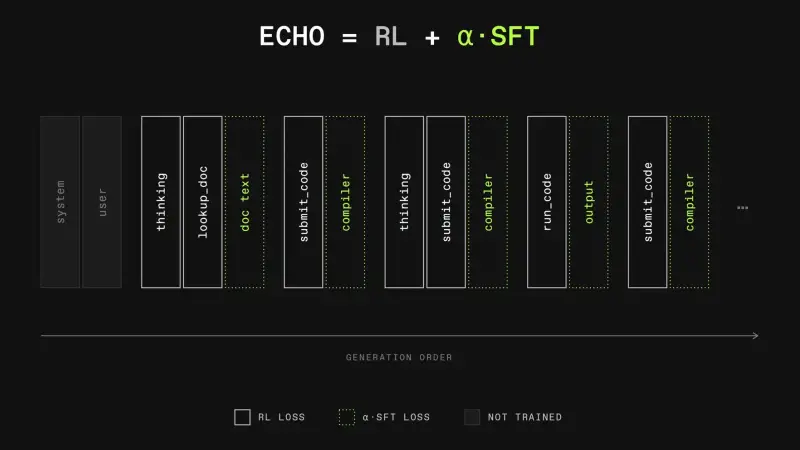 ECHO = RL + α·SFT
system
user
thinking
lookup_doc
doc text
submit_code
compiler
thinking
submit_code
compiler
run_code
output
submit_code
compiler
...
GENERATION ORDER
RL LOSS
α·SFT LOSS
NOT TRAINED